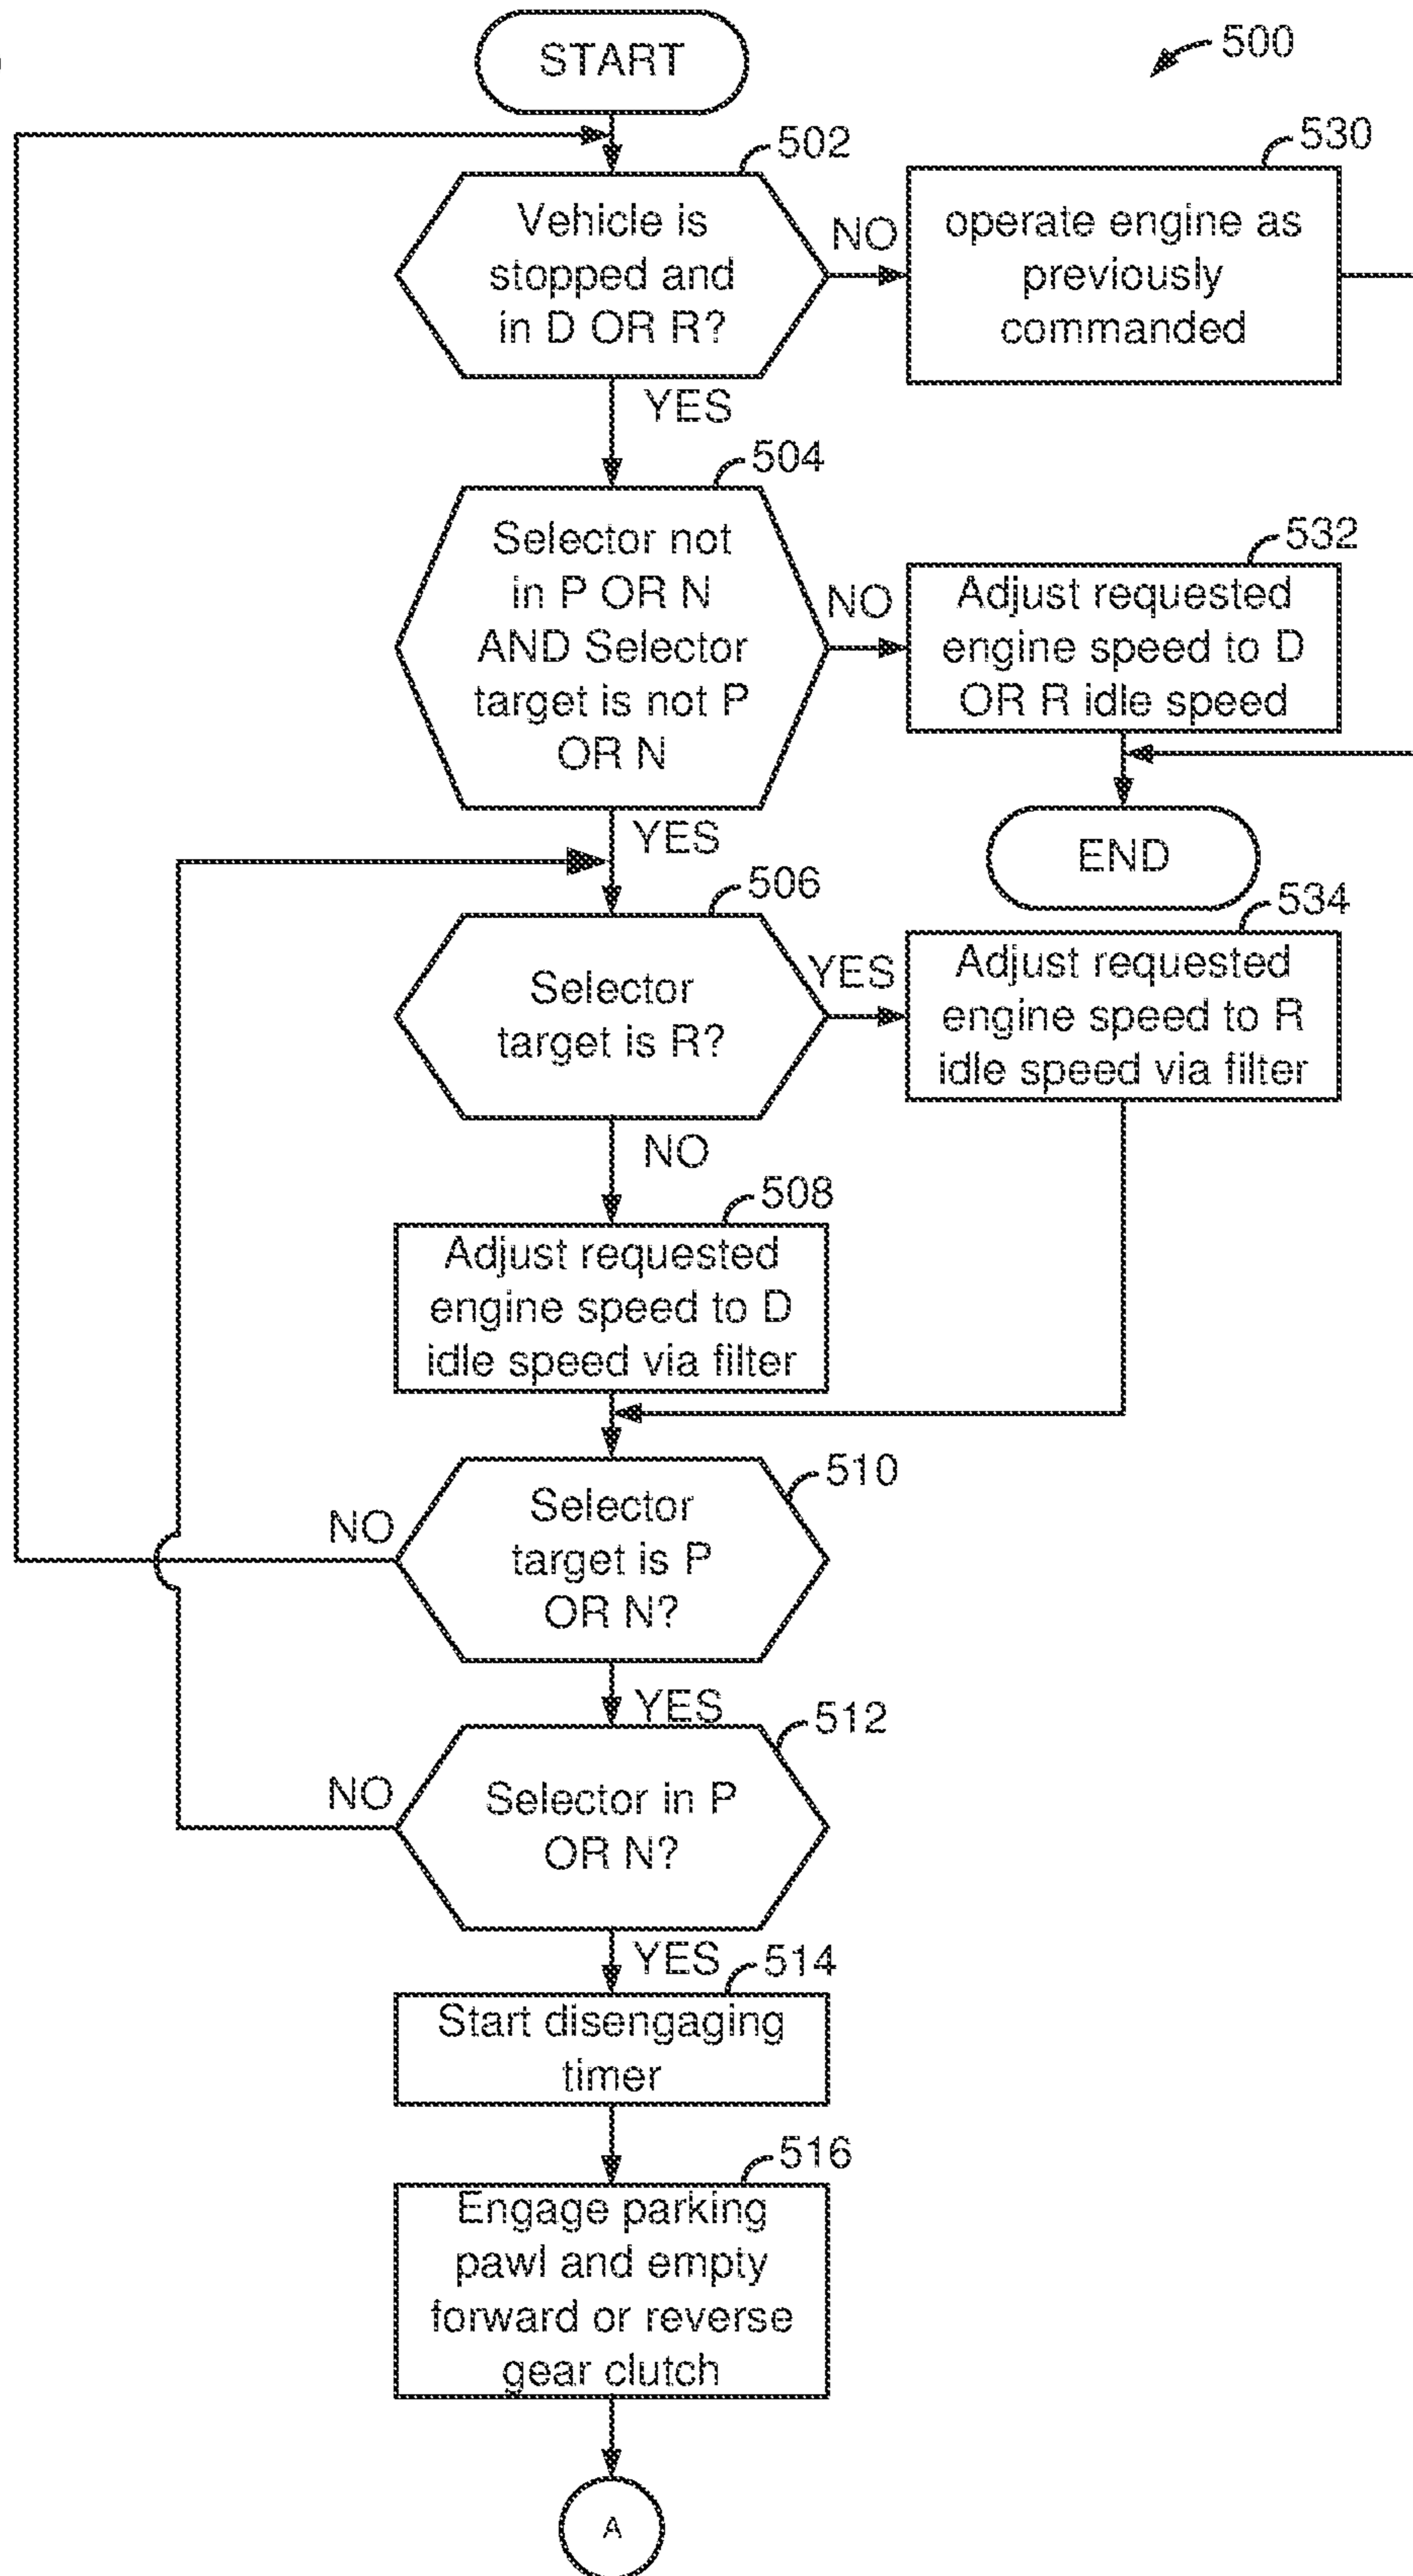 START
500
502
Vehicle is
stopped and
in D OR R?
NO
530
operate engine as
previously
commanded
YES
504
Selector not
in P OR N
AND Selector
target is not P
OR N
NO
532
Adjust requested
engine speed to D
OR R idle speed
END
YES
506
Selector
target is R?
YES
534
Adjust requested
engine speed to R
idle speed via filter
NO
508
Adjust requested
engine speed to D
idle speed via filter
510
Selector
target is P
OR N?
NO
YES
512
Selector in P
OR N?
NO
YES
514
Start disengaging
timer
516
Engage parking
pawl and empty
forward or reverse
gear clutch
A